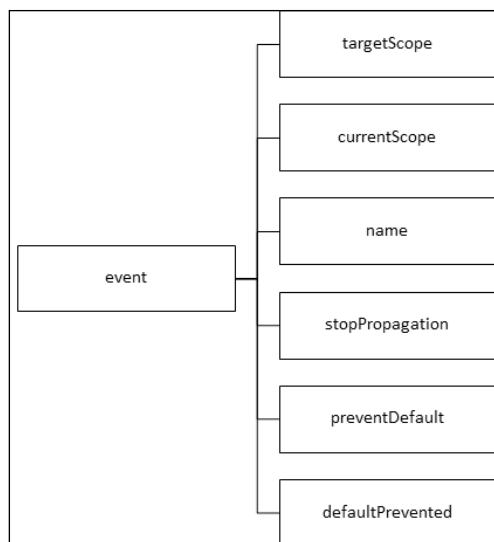 targetScope
currentScope
name
event
stopPropagation
preventDefault
defaultPrevented